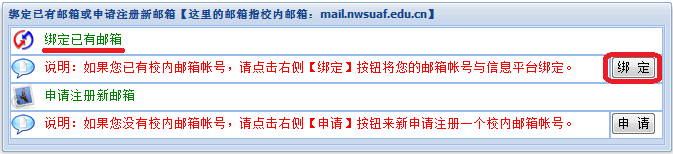 绑定已有邮箱或申请注册新邮箱【这里的邮箱指校内邮箱：mail.nwsuaf.edu.cn】
绑定已有邮箱
说明：如果您已有校内邮箱帐号，请点击右侧【绑定】按钮将您的邮箱帐号与信息平台绑定。 绑 定
申请注册新邮箱
说明：如果您没有校内邮箱帐号，请点击右侧【申请】按钮来新申请注册一个校内邮箱帐号。 申 请